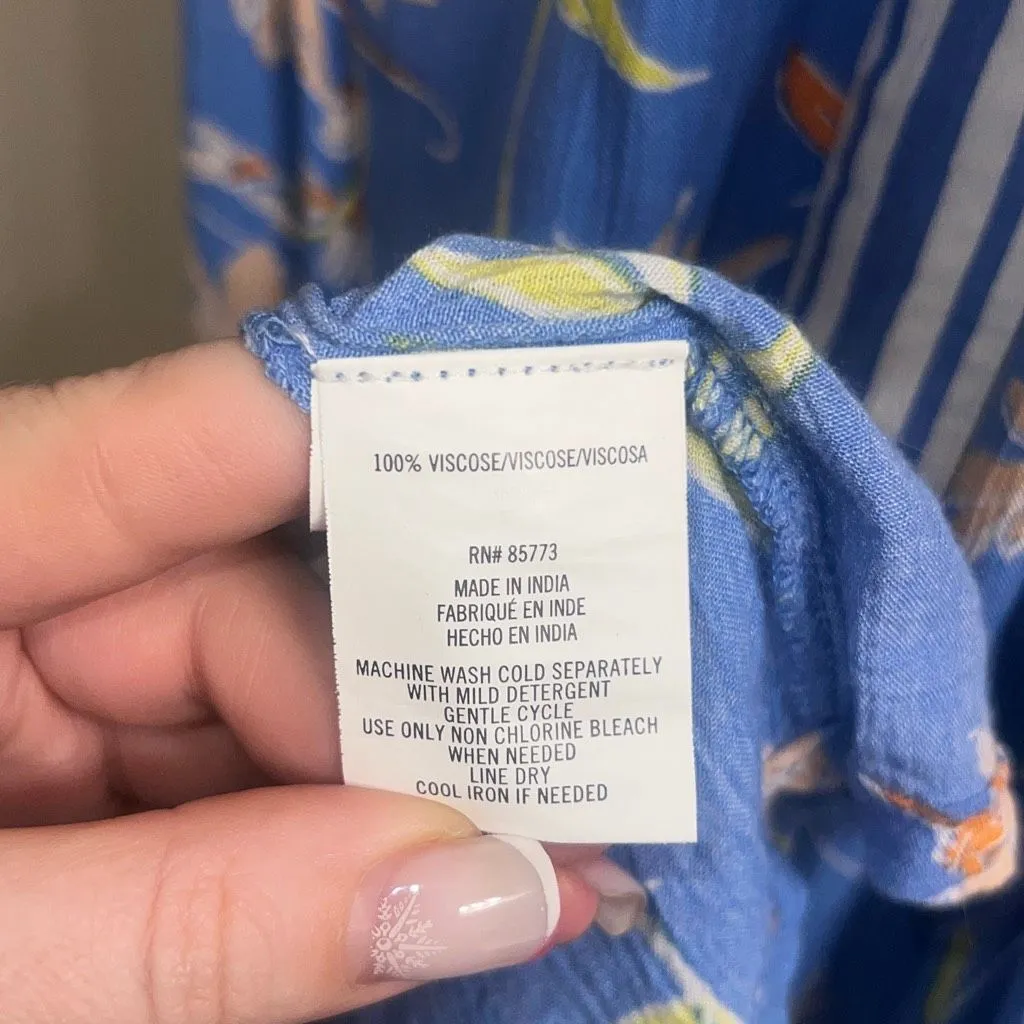 100% VISCOSE/VISCOSE/VISCOSA
RN# 85773
MADE IN INDIA
FABRIQUÉ EN INDE
HECHO EN INDIA
MACHINE WASH COLD SEPARATELY
WITH MILD DETERGENT
GENTLE CYCLE
USE ONLY NON CHLORINE BLEACH
WHEN NEEDED
LINE DRY
COOL IRON IF NEEDED